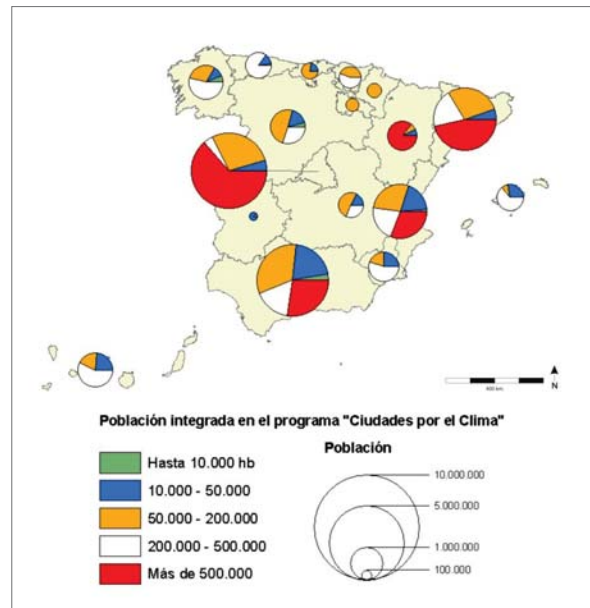 400 km
N
Población integrada en el programa "Ciudades por el Clima"
Hasta 10.000 hb
10.000 - 50.000
50.000 - 200.000
200.000 - 500.000
Más de 500.000
Población
10.000.000
5.000.000
1.000.000
100.000